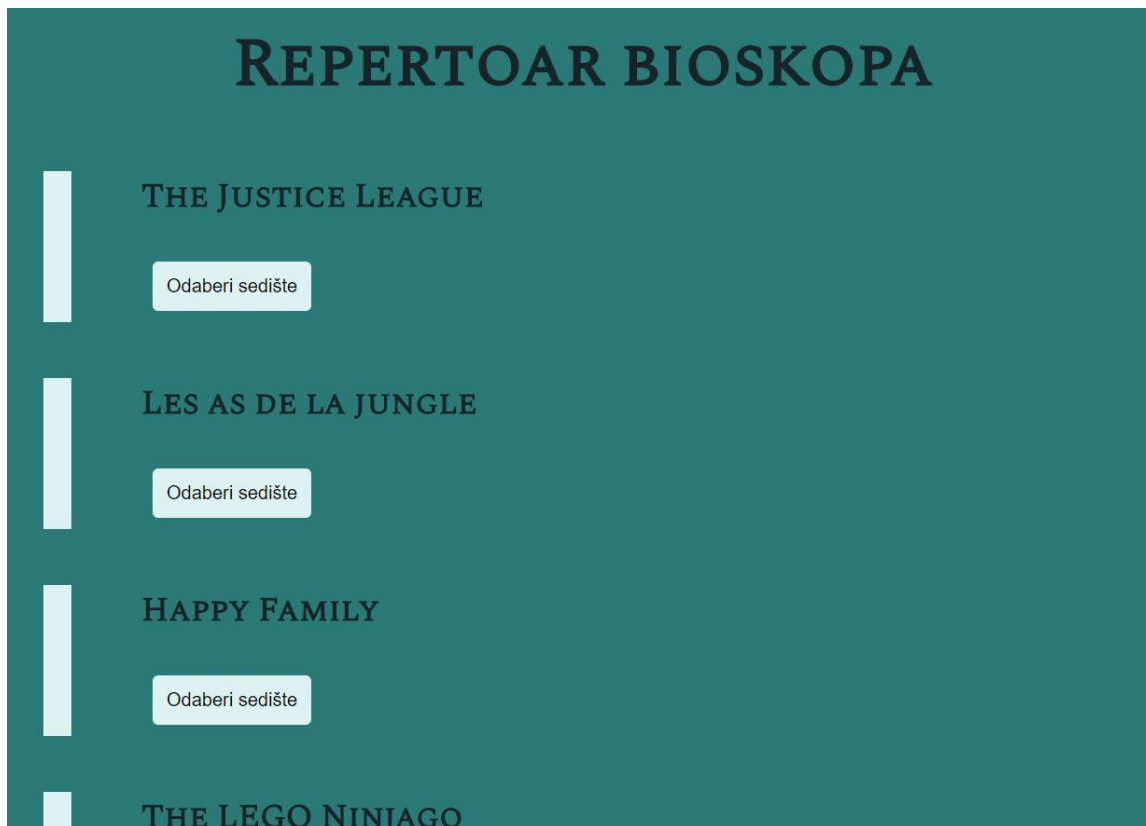 Repertoar bioskopa
The Justice League
Odaberi sedište
Les as de la jungle
Odaberi sedište
Happy Family
Odaberi sedište
The LEGO Ninjago